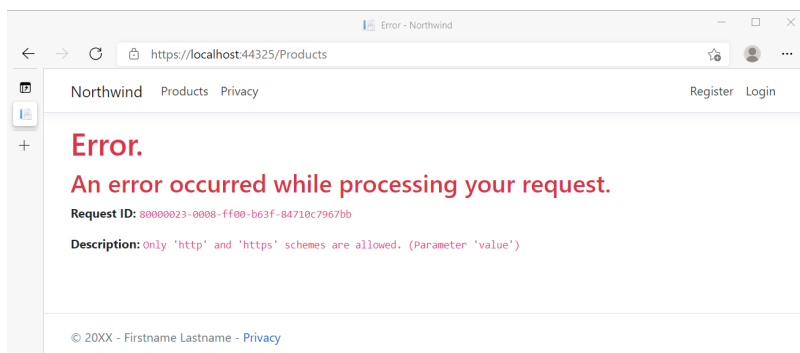 Error - Northwind
https://localhost:44325/Products
Northwind Products Privacy Register Login
Error.
An error occurred while processing your request.
Request ID: 80000023-0008-ff00-b63f-84710c7967bb
Description: Only 'http' and 'https' schemes are allowed. (Parameter 'value')
© 20XX - Firstname Lastname - Privacy